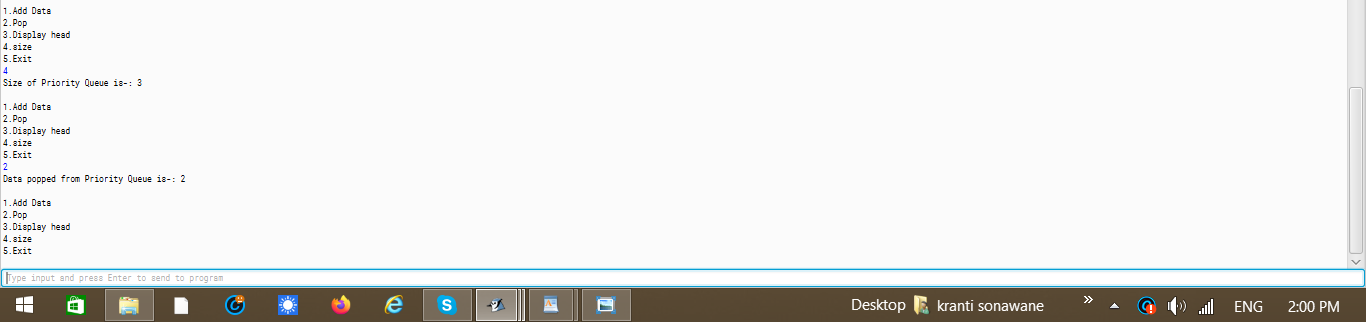 1.Add Data
2.Pop
3.Display head
4.size
5.Exit
4
Size of Priority Queue is-: 3
1.Add Data
2.Pop
3.Display head
4.size
5.Exit
2
Data popped from Priority Queue is-: 2
1.Add Data
2.Pop
3.Display head
4.size
5.Exit
Type input and press Enter to send to program
Desktop kranti sonawane » ENG 2:00 PM